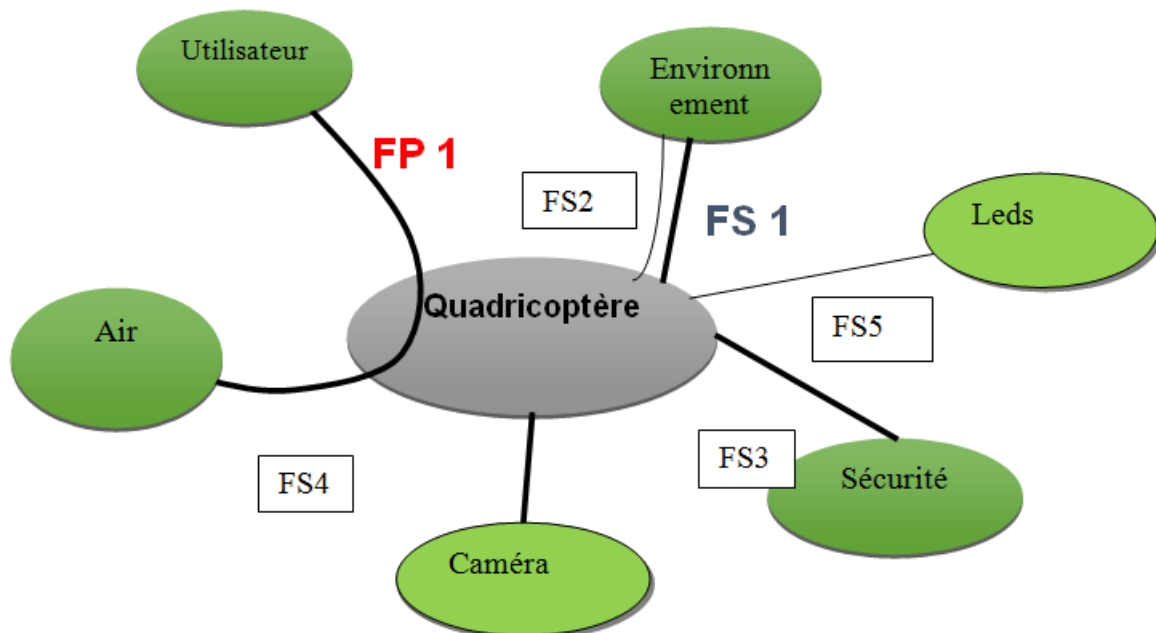 Utilisateur
Environn
ement
FP 1
FS2
FS 1
Leds
Quadricoptère
Air
FS5
FS3
Sécurité
FS4
Caméra